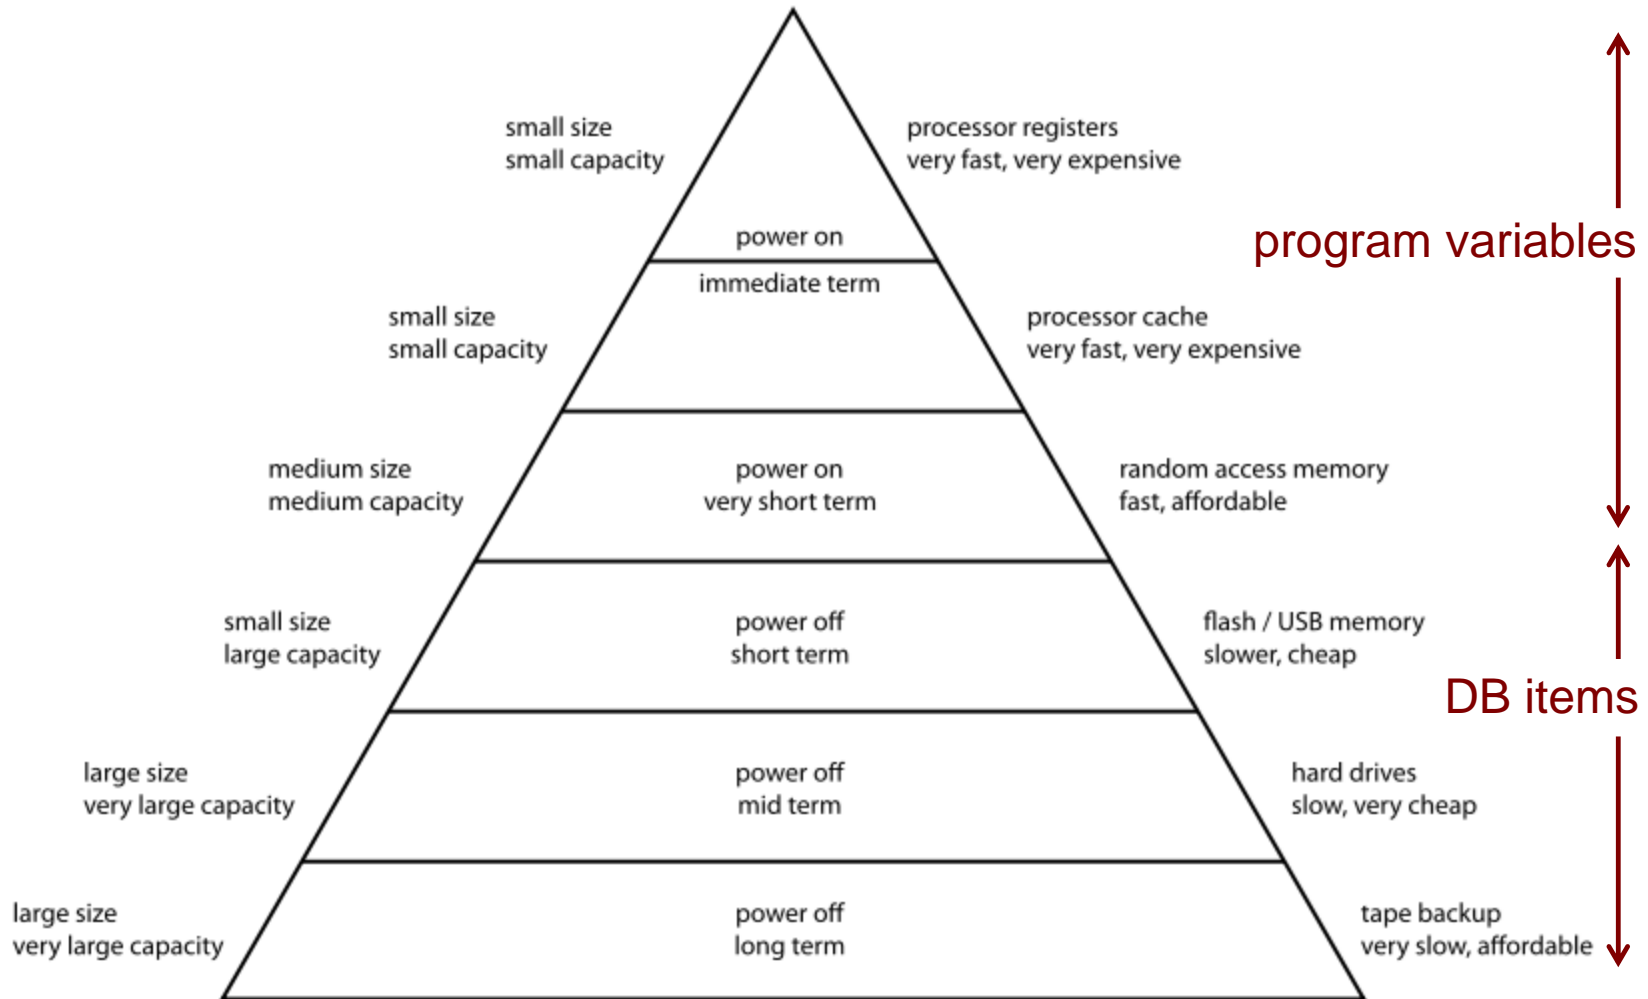 small size
small capacity
power on
immediate term
processor registers
very fast, very expensive
program variables
small size
small capacity
processor cache
very fast, very expensive
medium size
medium capacity
power on
very short term
random access memory
fast, affordable
small size
large capacity
power off
short term
flash / USB memory
slower, cheap
DB items
large size
very large capacity
power off
mid term
hard drives
slow, very cheap
large size
very large capacity
power off
long term
tape backup
very slow, affordable